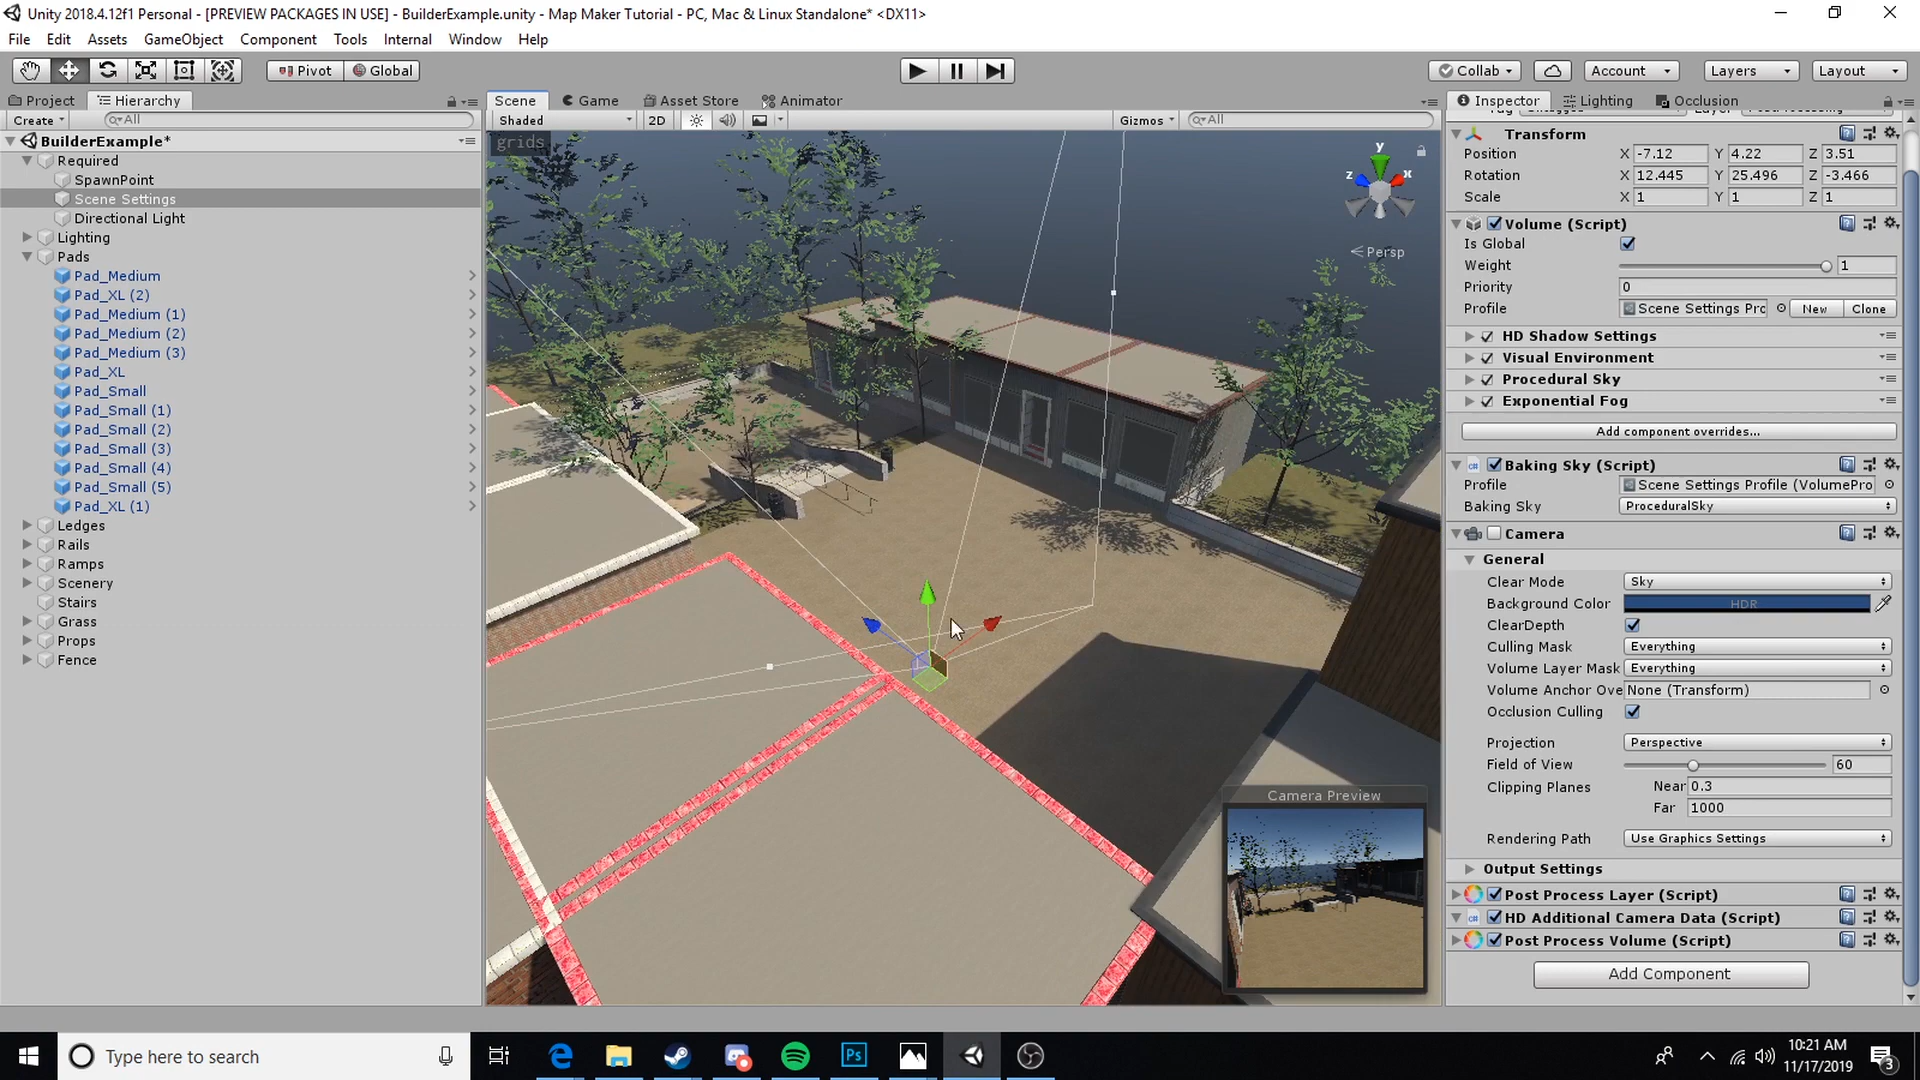 Unity 2018.4.12f1 Personal - [PREVIEW PACKAGES IN USE] - BuilderExample.unity - Map Maker Tutorial - PC, Mac & Linux Standalone* <DX11>
File Edit Assets GameObject Component Tools Internal Window Help
Pivot Global Collab Account Layers Layout
Project Hierarchy Scene Game Asset Store Animator Inspector Lighting Occlusion
Create All Shaded 2D Gizmos All
BuilderExample*
Required
SpawnPoint
Scene Settings
Directional Light
Lighting
Pads
Pad_Medium
Pad_XL (2)
Pad_Medium (1)
Pad_Medium (2)
Pad_Medium (3)
Pad_XL
Pad_Small
Pad_Small (1)
Pad_Small (2)
Pad_Small (3)
Pad_Small (4)
Pad_Small (5)
Pad_XL (1)
Ledges
Rails
Ramps
Scenery
Stairs
Grass
Props
Fence
grids
y
z x
Persp
Camera Preview
Transform
Position X -7.12 Y 4.22 Z 3.51
Rotation X 12.445 Y 25.496 Z -3.466
Scale X 1 Y 1 Z 1
Volume (Script)
Is Global
Weight 1
Priority 0
Profile Scene Settings Prc New Clone
HD Shadow Settings
Visual Environment
Procedural Sky
Exponential Fog
Add component overrides...
Baking Sky (Script)
Profile Scene Settings Profile (VolumePro
Baking Sky ProceduralSky
Camera
General
Clear Mode Sky
Background Color HDR
ClearDepth
Culling Mask Everything
Volume Layer Mask Everything
Volume Anchor Ove None (Transform)
Occlusion Culling
Projection Perspective
Field of View 60
Clipping Planes Near 0.3
Far 1000
Rendering Path Use Graphics Settings
Output Settings
Post Process Layer (Script)
HD Additional Camera Data (Script)
Post Process Volume (Script)
Add Component
Type here to search
Ps
10:21 AM
11/17/2019
3